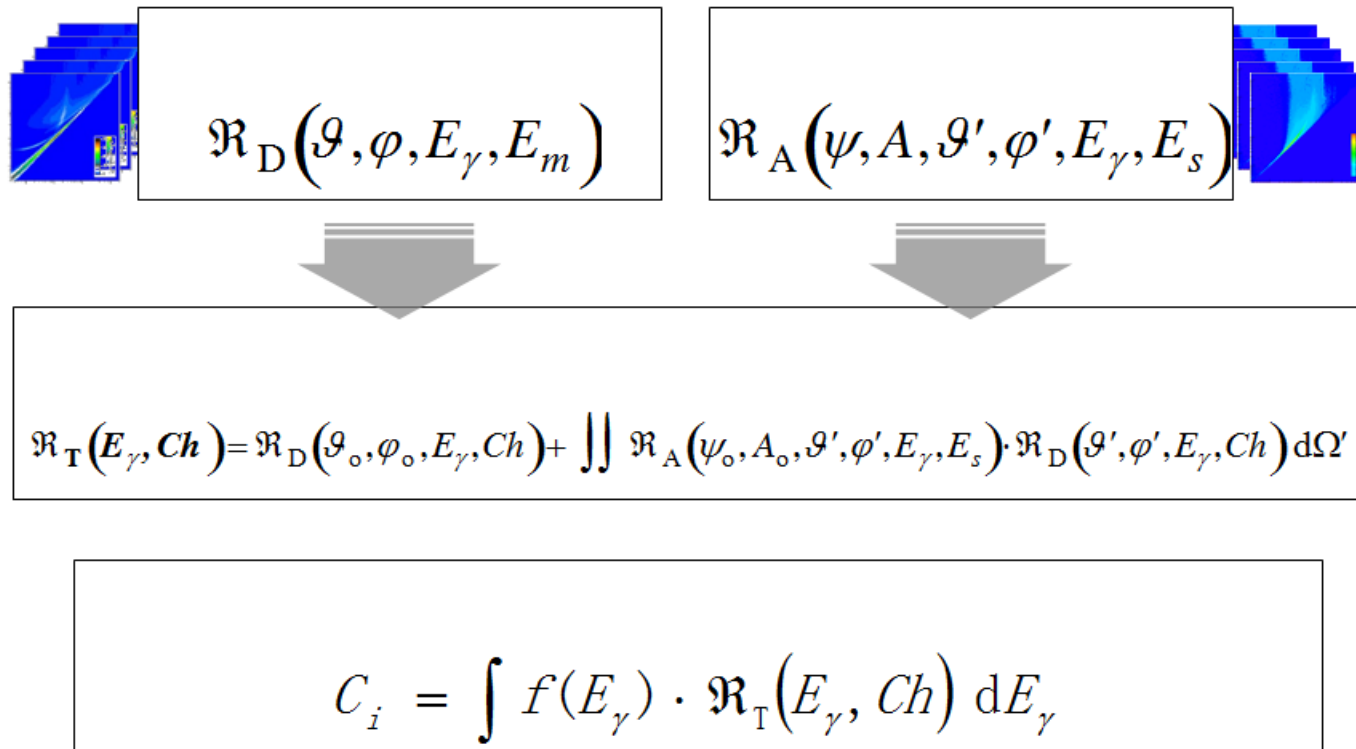 ℜ_D(ϑ,φ,E_γ,E_m)
ℜ_A(ψ,A,ϑ′,φ′,E_γ,E_s)
ℜ_T(E_γ,Ch)=ℜ_D(ϑ_o,φ_o,E_γ,Ch)+ ∬ ℜ_A(ψ_o,A_o,ϑ′,φ′,E_γ,E_s)·ℜ_D(ϑ′,φ′,E_γ,Ch)dΩ′
C_i = ∫ f(E_γ) · ℜ_T(E_γ, Ch) dE_γ